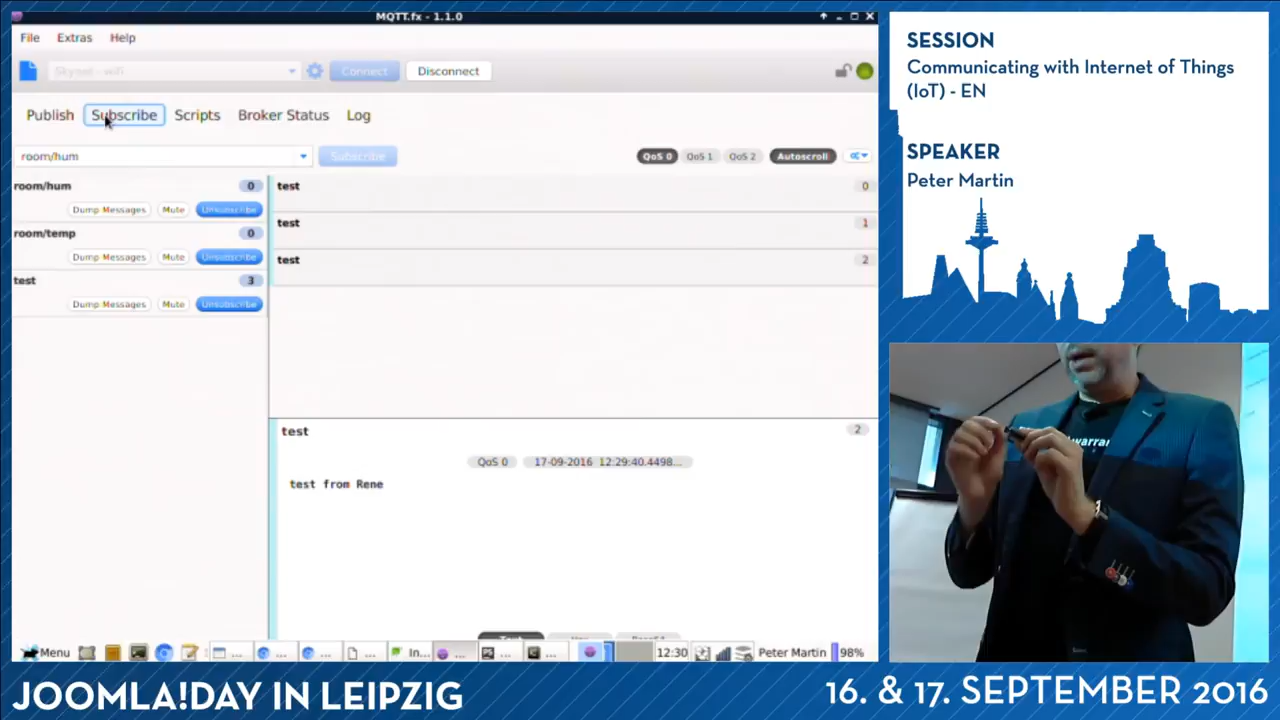 MQTT.fx - 1.1.0
File Extras Help
Connect Disconnect
Publish Subscribe Scripts Broker Status Log
room/hum Subscribe QoS 0 QoS 1 QoS 2 Autoscroll
room/hum 0
Dump Messages Mute Unsubscribe
room/temp 0
Dump Messages Mute Unsubscribe
test 3
Dump Messages Mute Unsubscribe
test 0
test 1
test 2
test 2
QoS 0 17-09-2016 12:29:40.4498...
test from Rene
Menu ... ... ... ... In... ... ... ... 12:30 Peter Martin 98%
SESSION
Communicating with Internet of Things
(IoT) - EN
SPEAKER
Peter Martin
JOOMLA!DAY IN LEIPZIG
16. & 17. SEPTEMBER 2016